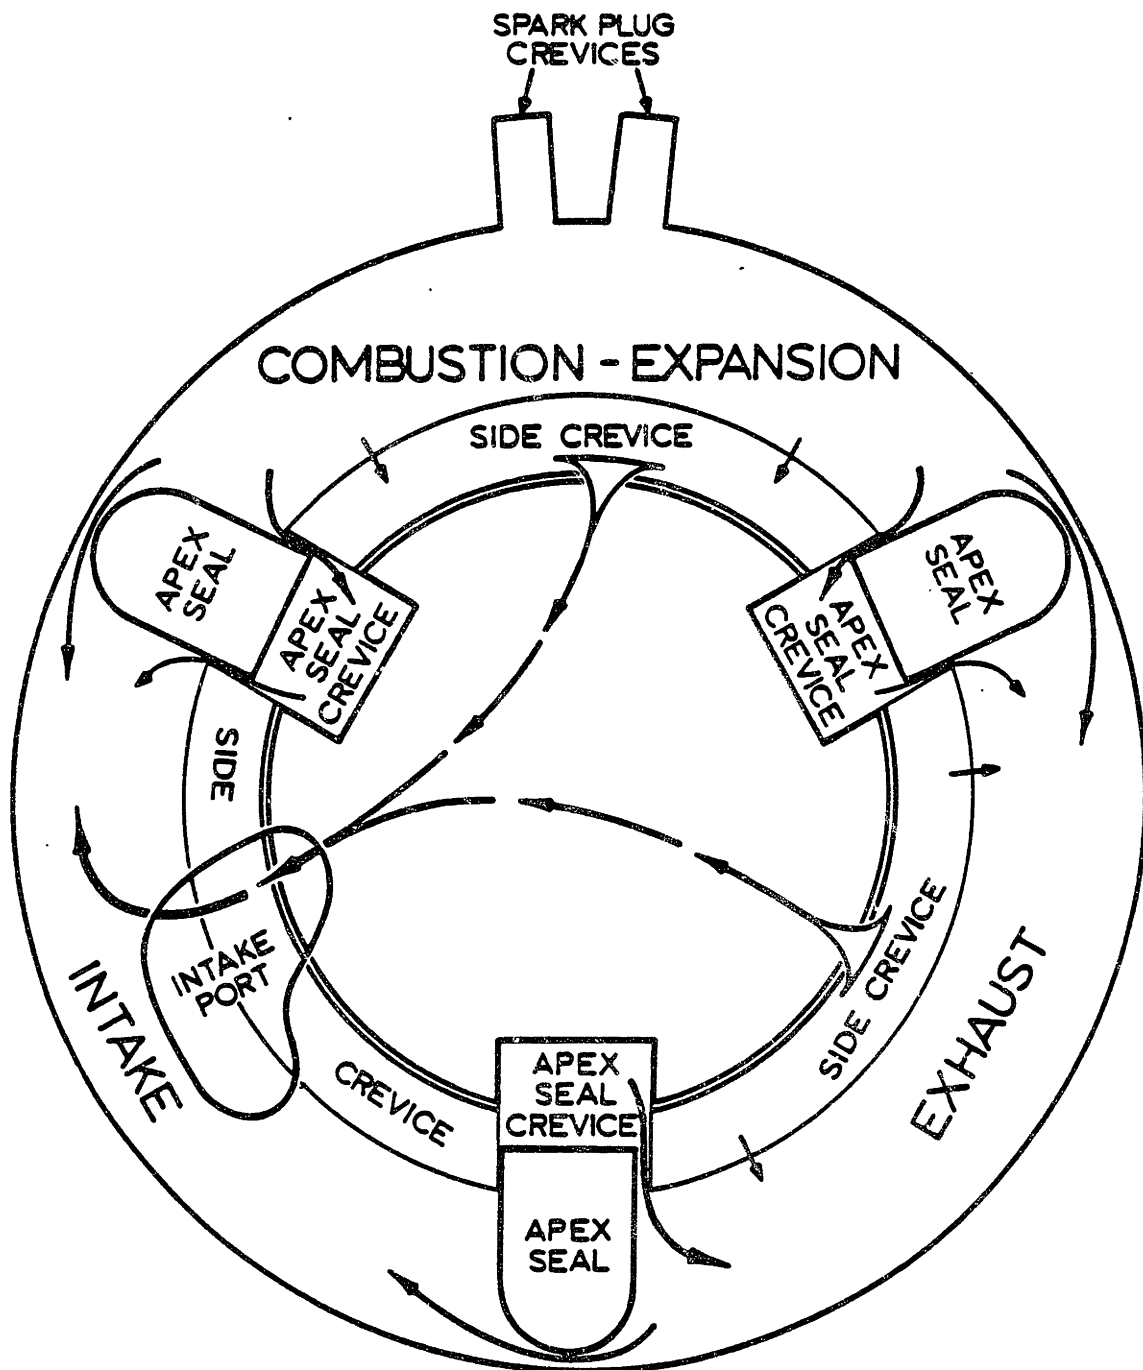 SPARK PLUG
CREVICES
COMBUSTION - EXPANSION
SIDE CREVICE
APEX
SEAL
APEX
SEAL
CREVICE
APEX
SEAL
CREVICE
APEX
SEAL
SIDE
INTAKE
PORT
INTAKE
CREVICE
APEX
SEAL
CREVICE
APEX
SEAL
SIDE CREVICE
EXHAUST